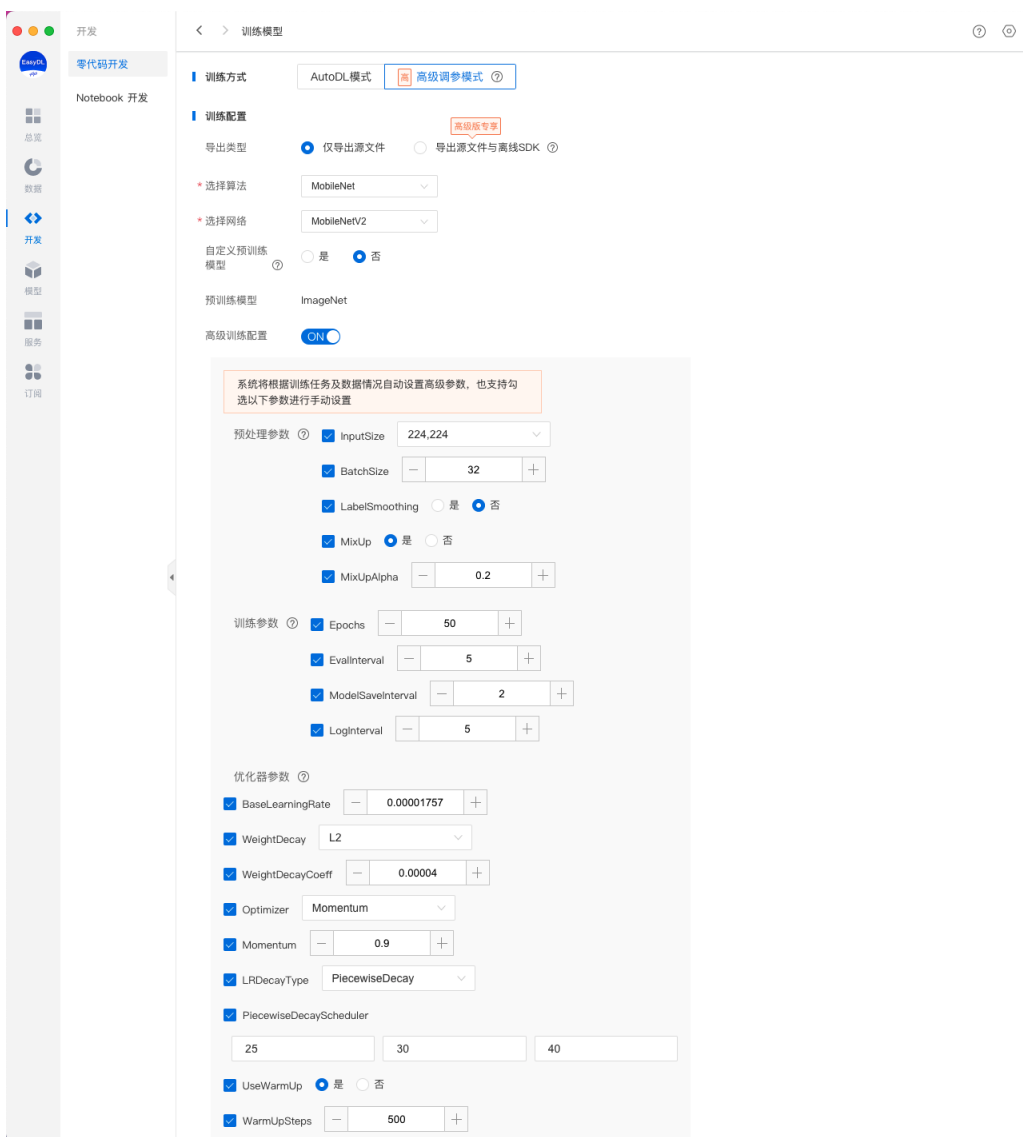 开发
训练模型
EasyDL
零代码开发
训练方式
AutoDL模式
高 高级调参模式
Notebook 开发
训练配置
高级版专享
总览
导出类型
仅导出源文件
导出源文件与离线SDK
数据
* 选择算法
MobileNet
* 选择网络
MobileNetV2
开发
自定义预训练
模型
是
否
模型
预训练模型
ImageNet
高级训练配置
ON
服务
订阅
系统将根据训练任务及数据情况自动设置高级参数，也支持勾
选以下参数进行手动设置
预处理参数
InputSize
224,224
BatchSize
32
LabelSmoothing
是
否
MixUp
是
否
MixUpAlpha
0.2
训练参数
Epochs
50
EvalInterval
5
ModelSaveInterval
2
LogInterval
5
优化器参数
BaseLearningRate
0.00001757
WeightDecay
L2
WeightDecayCoeff
0.00004
Optimizer
Momentum
Momentum
0.9
LRDecayType
PiecewiseDecay
PiecewiseDecayScheduler
25
30
40
UseWarmUp
是
否
WarmUpSteps
500